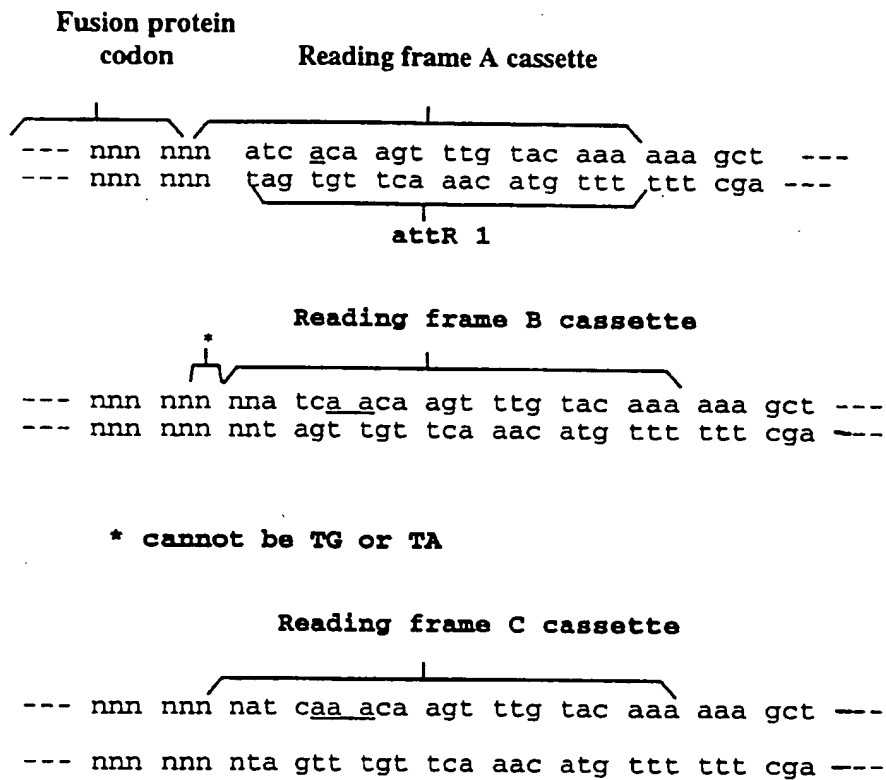 Fusion protein
codon
Reading frame A cassette
--- nnn nnn atc aca agt ttg tac aaa aaa gct ---
--- nnn nnn tag tgt tca aac atg ttt ttt cga ---
attR 1
Reading frame B cassette
*
--- nnn nnn nna tca aca agt ttg tac aaa aaa gct ---
--- nnn nnn nnt agt tgt tca aac atg ttt ttt cga ---
* cannot be TG or TA
Reading frame C cassette
--- nnn nnn nat caa aca agt ttg tac aaa aaa gct ---
--- nnn nnn nta gtt tgt tca aac atg ttt ttt cga ---